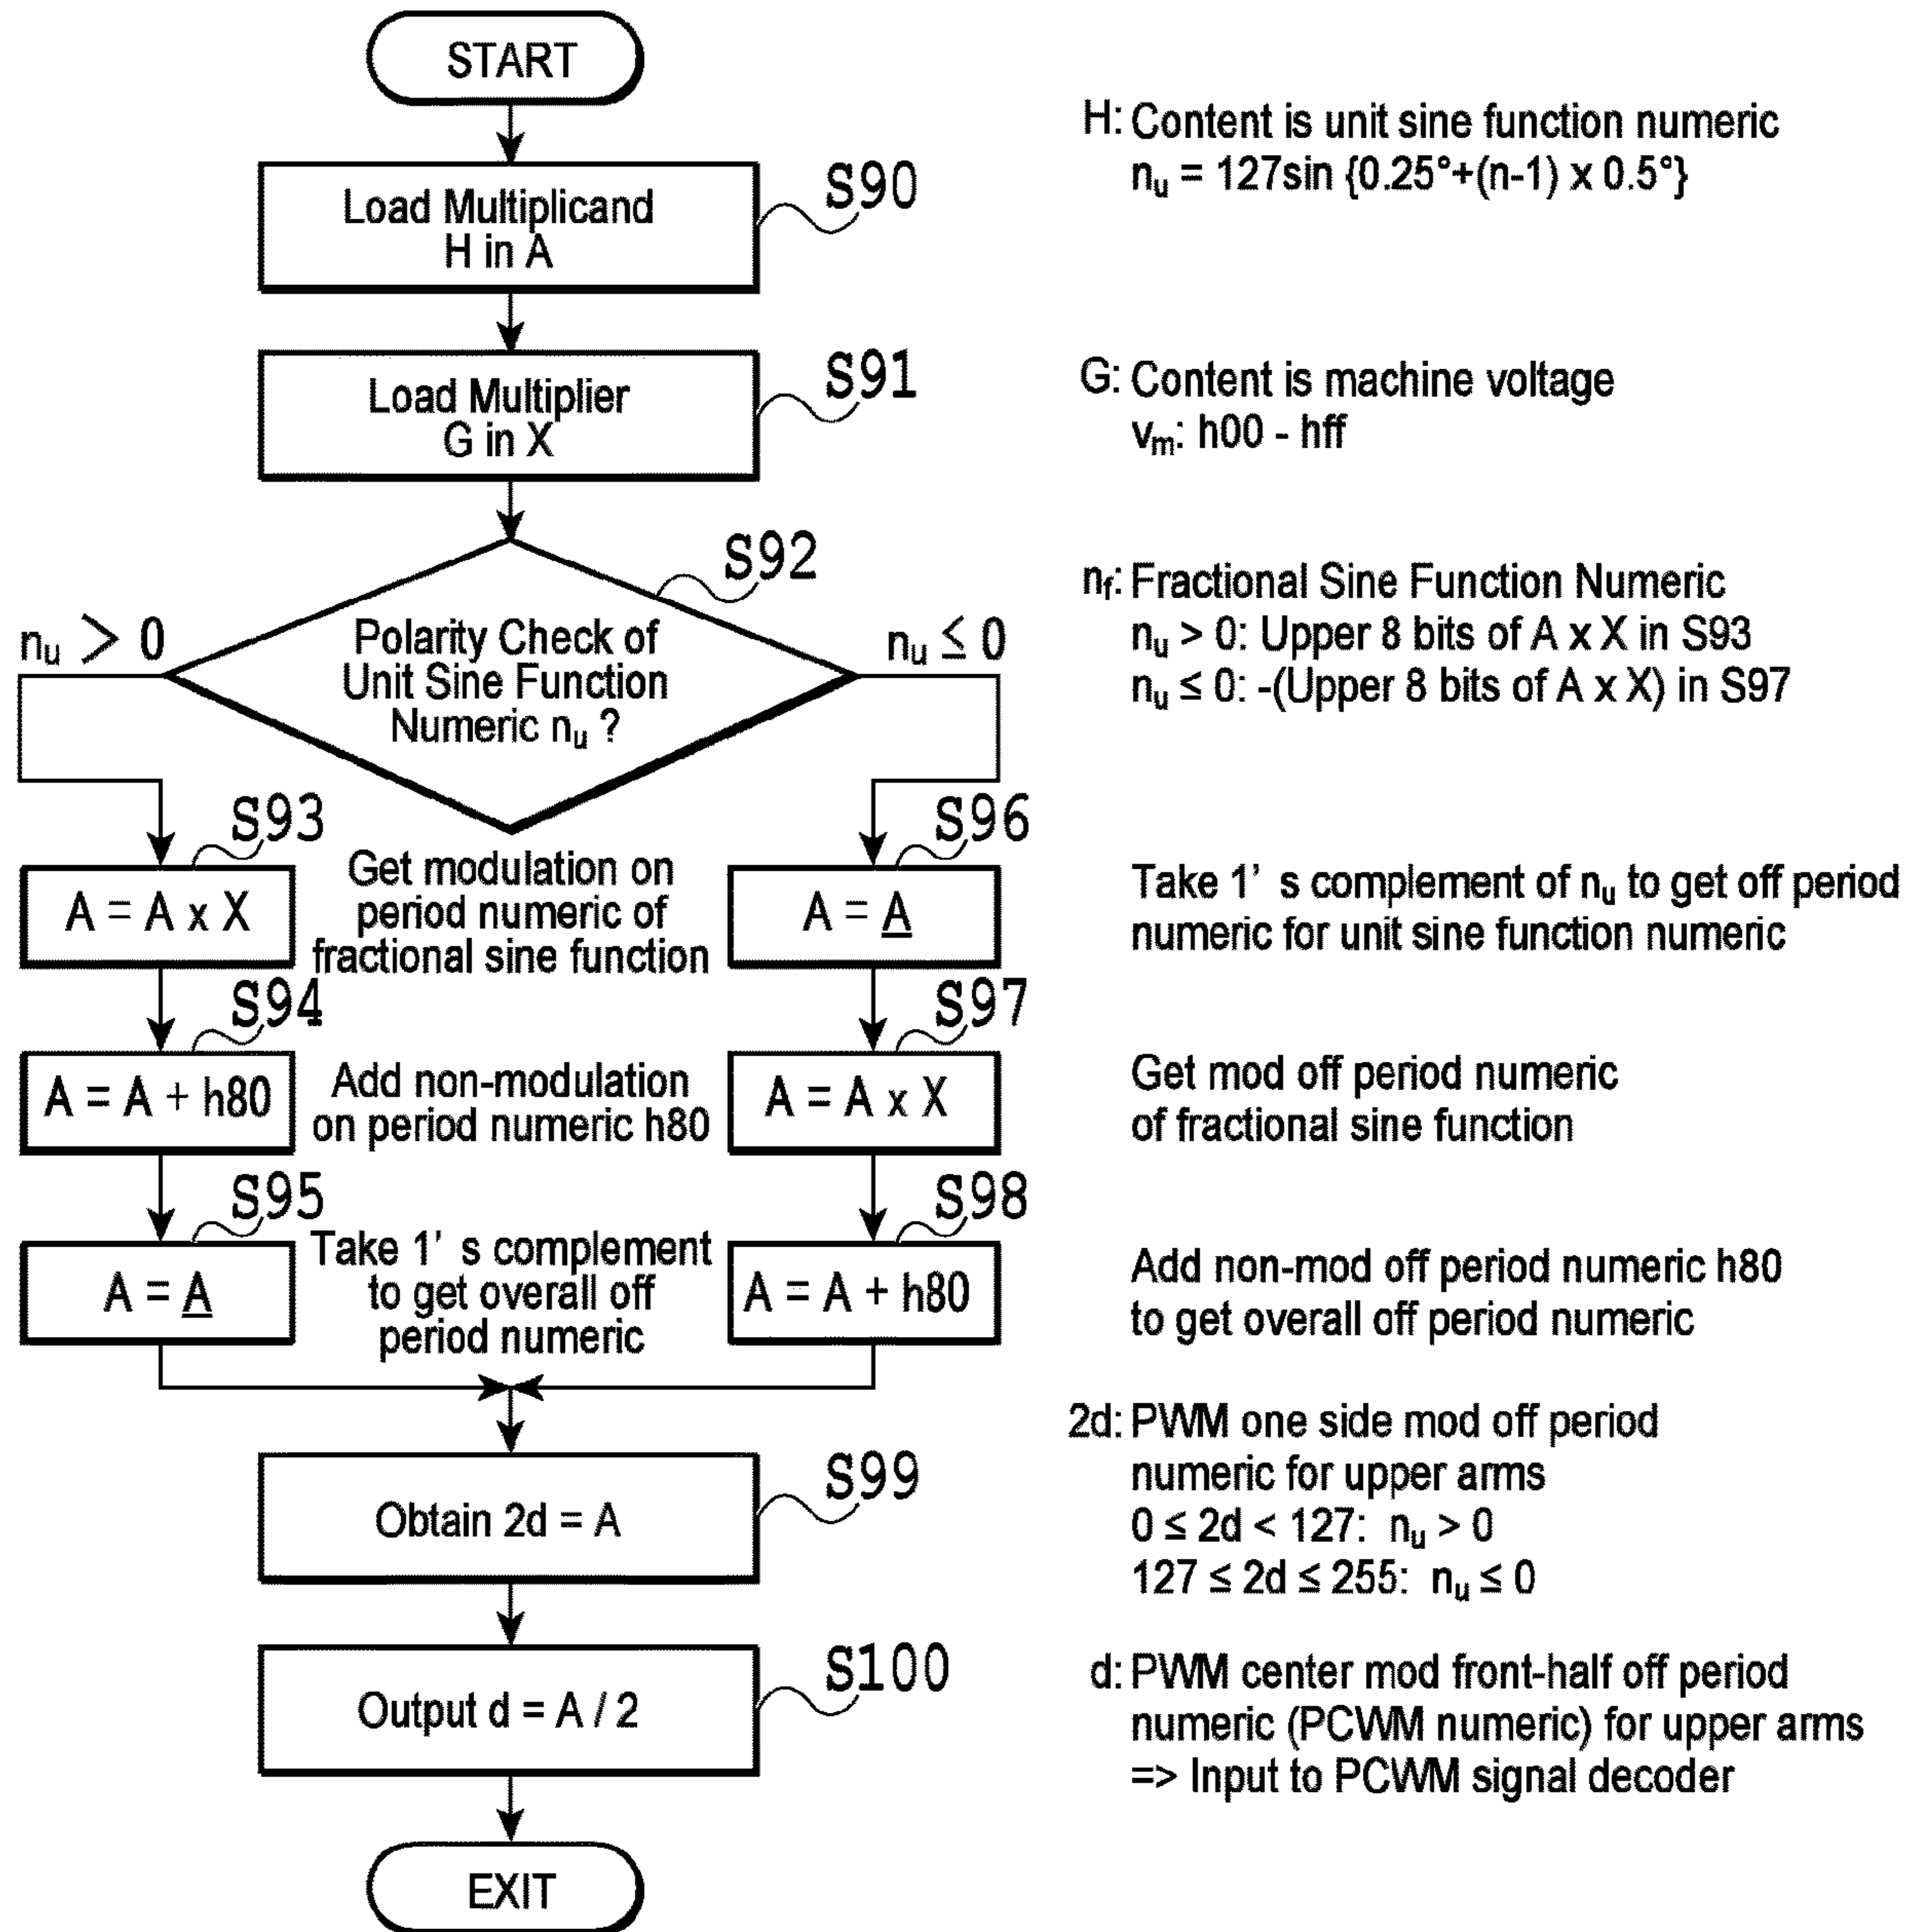 START
H: Content is unit sine function numeric
nᵤ = 127sin {0.25°+(n-1) x 0.5°}
S90
Load Multiplicand
H in A
S91
Load Multiplier
G in X
G: Content is machine voltage
vₘ: h00 - hff
S92
nᵤ > 0
Polarity Check of
Unit Sine Function
Numeric nᵤ ?
nᵤ ≤ 0
n_f: Fractional Sine Function Numeric
nᵤ > 0: Upper 8 bits of A x X in S93
nᵤ ≤ 0: -(Upper 8 bits of A x X) in S97
S93
A = A x X
Get modulation on
period numeric of
fractional sine function
S96
A = A̲
Take 1' s complement of nᵤ to get off period
numeric for unit sine function numeric
S94
A = A + h80
Add non-modulation
on period numeric h80
S97
A = A x X
Get mod off period numeric
of fractional sine function
S95
A = A̲
Take 1' s complement
to get overall off
period numeric
S98
A = A + h80
Add non-mod off period numeric h80
to get overall off period numeric
S99
Obtain 2d = A
2d: PWM one side mod off period
numeric for upper arms
0 ≤ 2d < 127: nᵤ > 0
127 ≤ 2d ≤ 255: nᵤ ≤ 0
S100
Output d = A / 2
d: PWM center mod front-half off period
numeric (PCWM numeric) for upper arms
=> Input to PCWM signal decoder
EXIT